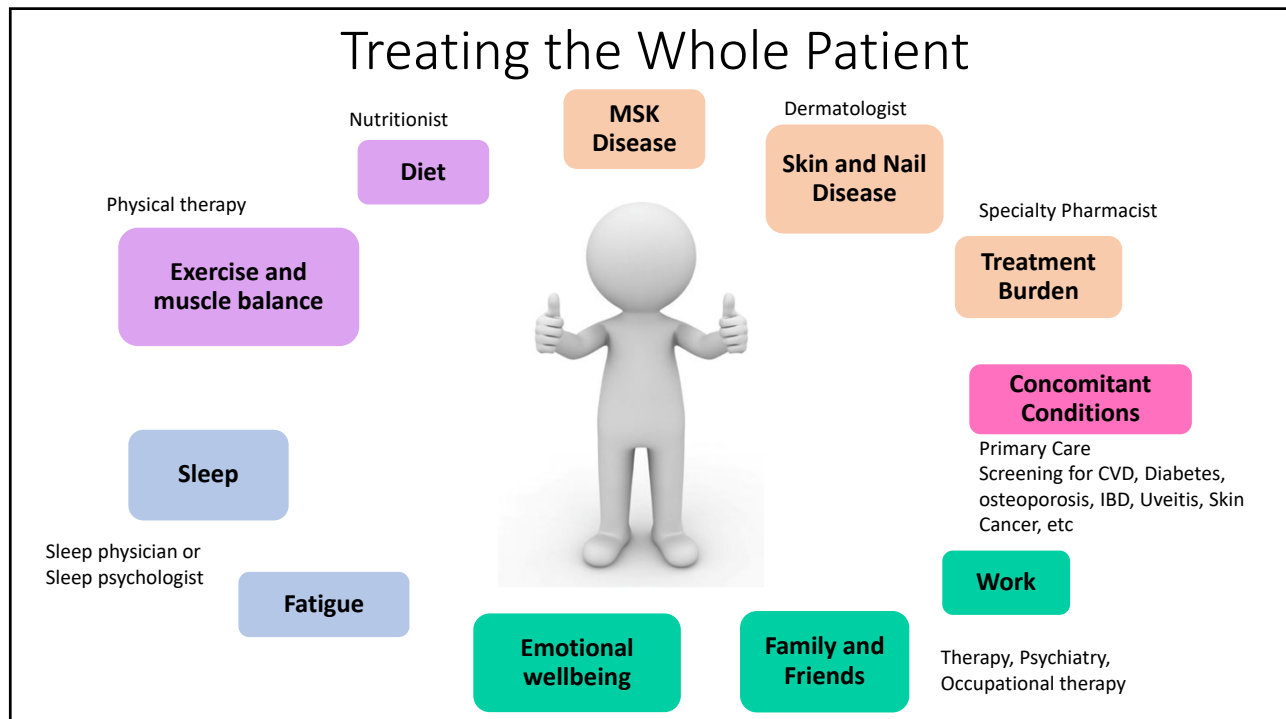 Treating the Whole Patient
MSK
Disease
Dermatologist
Skin and Nail
Disease
Specialty Pharmacist
Treatment
Burden
Concomitant
Conditions
Primary Care
Screening for CVD, Diabetes,
osteoporosis, IBD, Uveitis, Skin
Cancer, etc
Work
Therapy, Psychiatry,
Occupational therapy
Family and
Friends
Emotional
wellbeing
Fatigue
Sleep physician or
Sleep psychologist
Sleep
Physical therapy
Exercise and
muscle balance
Nutritionist
Diet